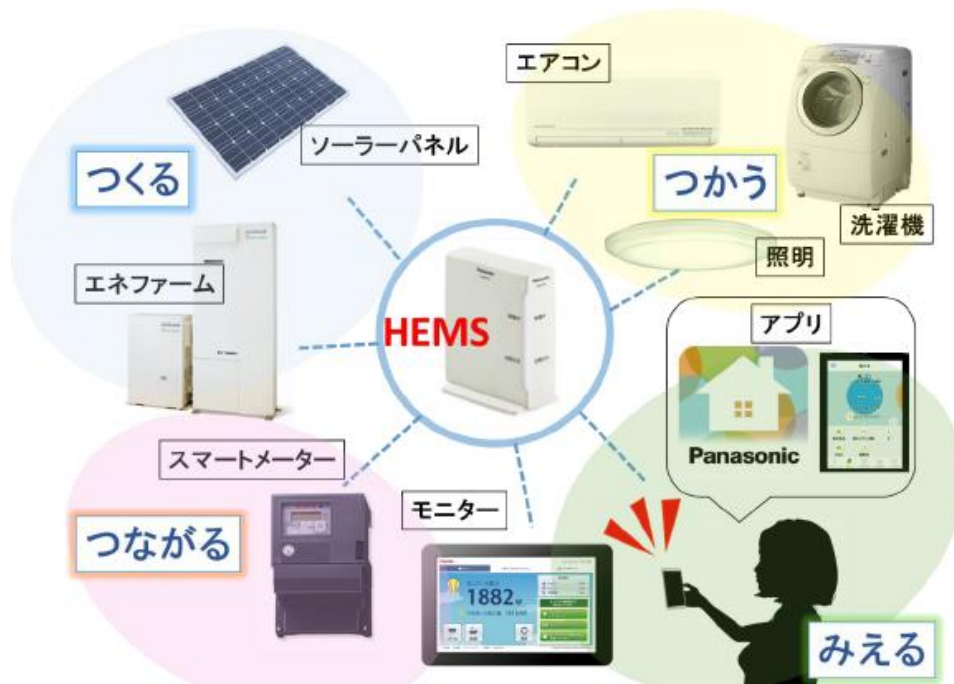 エアコン
ソーラーパネル
つくる
つかう
洗濯機
照明
エネファーム
HEMS
Panasonic
アプリ
Panasonic
スマートメーター
モニター
つながる
1882W
みえる